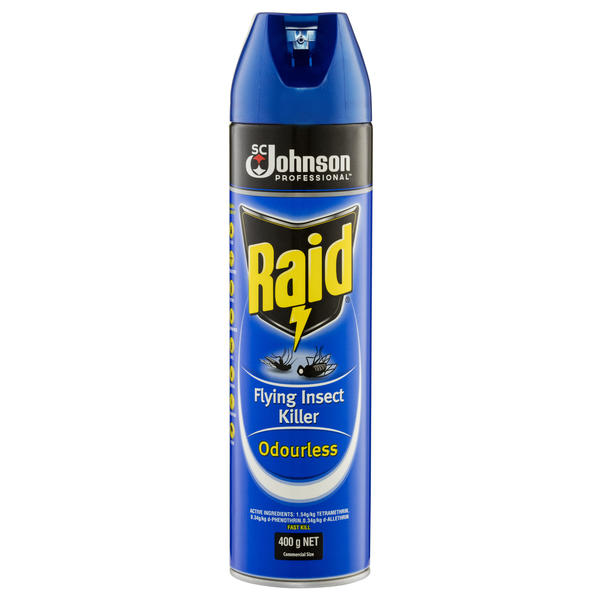 SC Johnson
PROFESSIONAL™
Raid®
Flying Insect
Killer
Odourless
ACTIVE INGREDIENTS: 1.54g/kg TETRAMETHRIN,
0.34g/kg d-PHENOTHRIN, 0.34g/kg d-ALLETHRIN
FAST KILL
400 g NET
Commercial Size